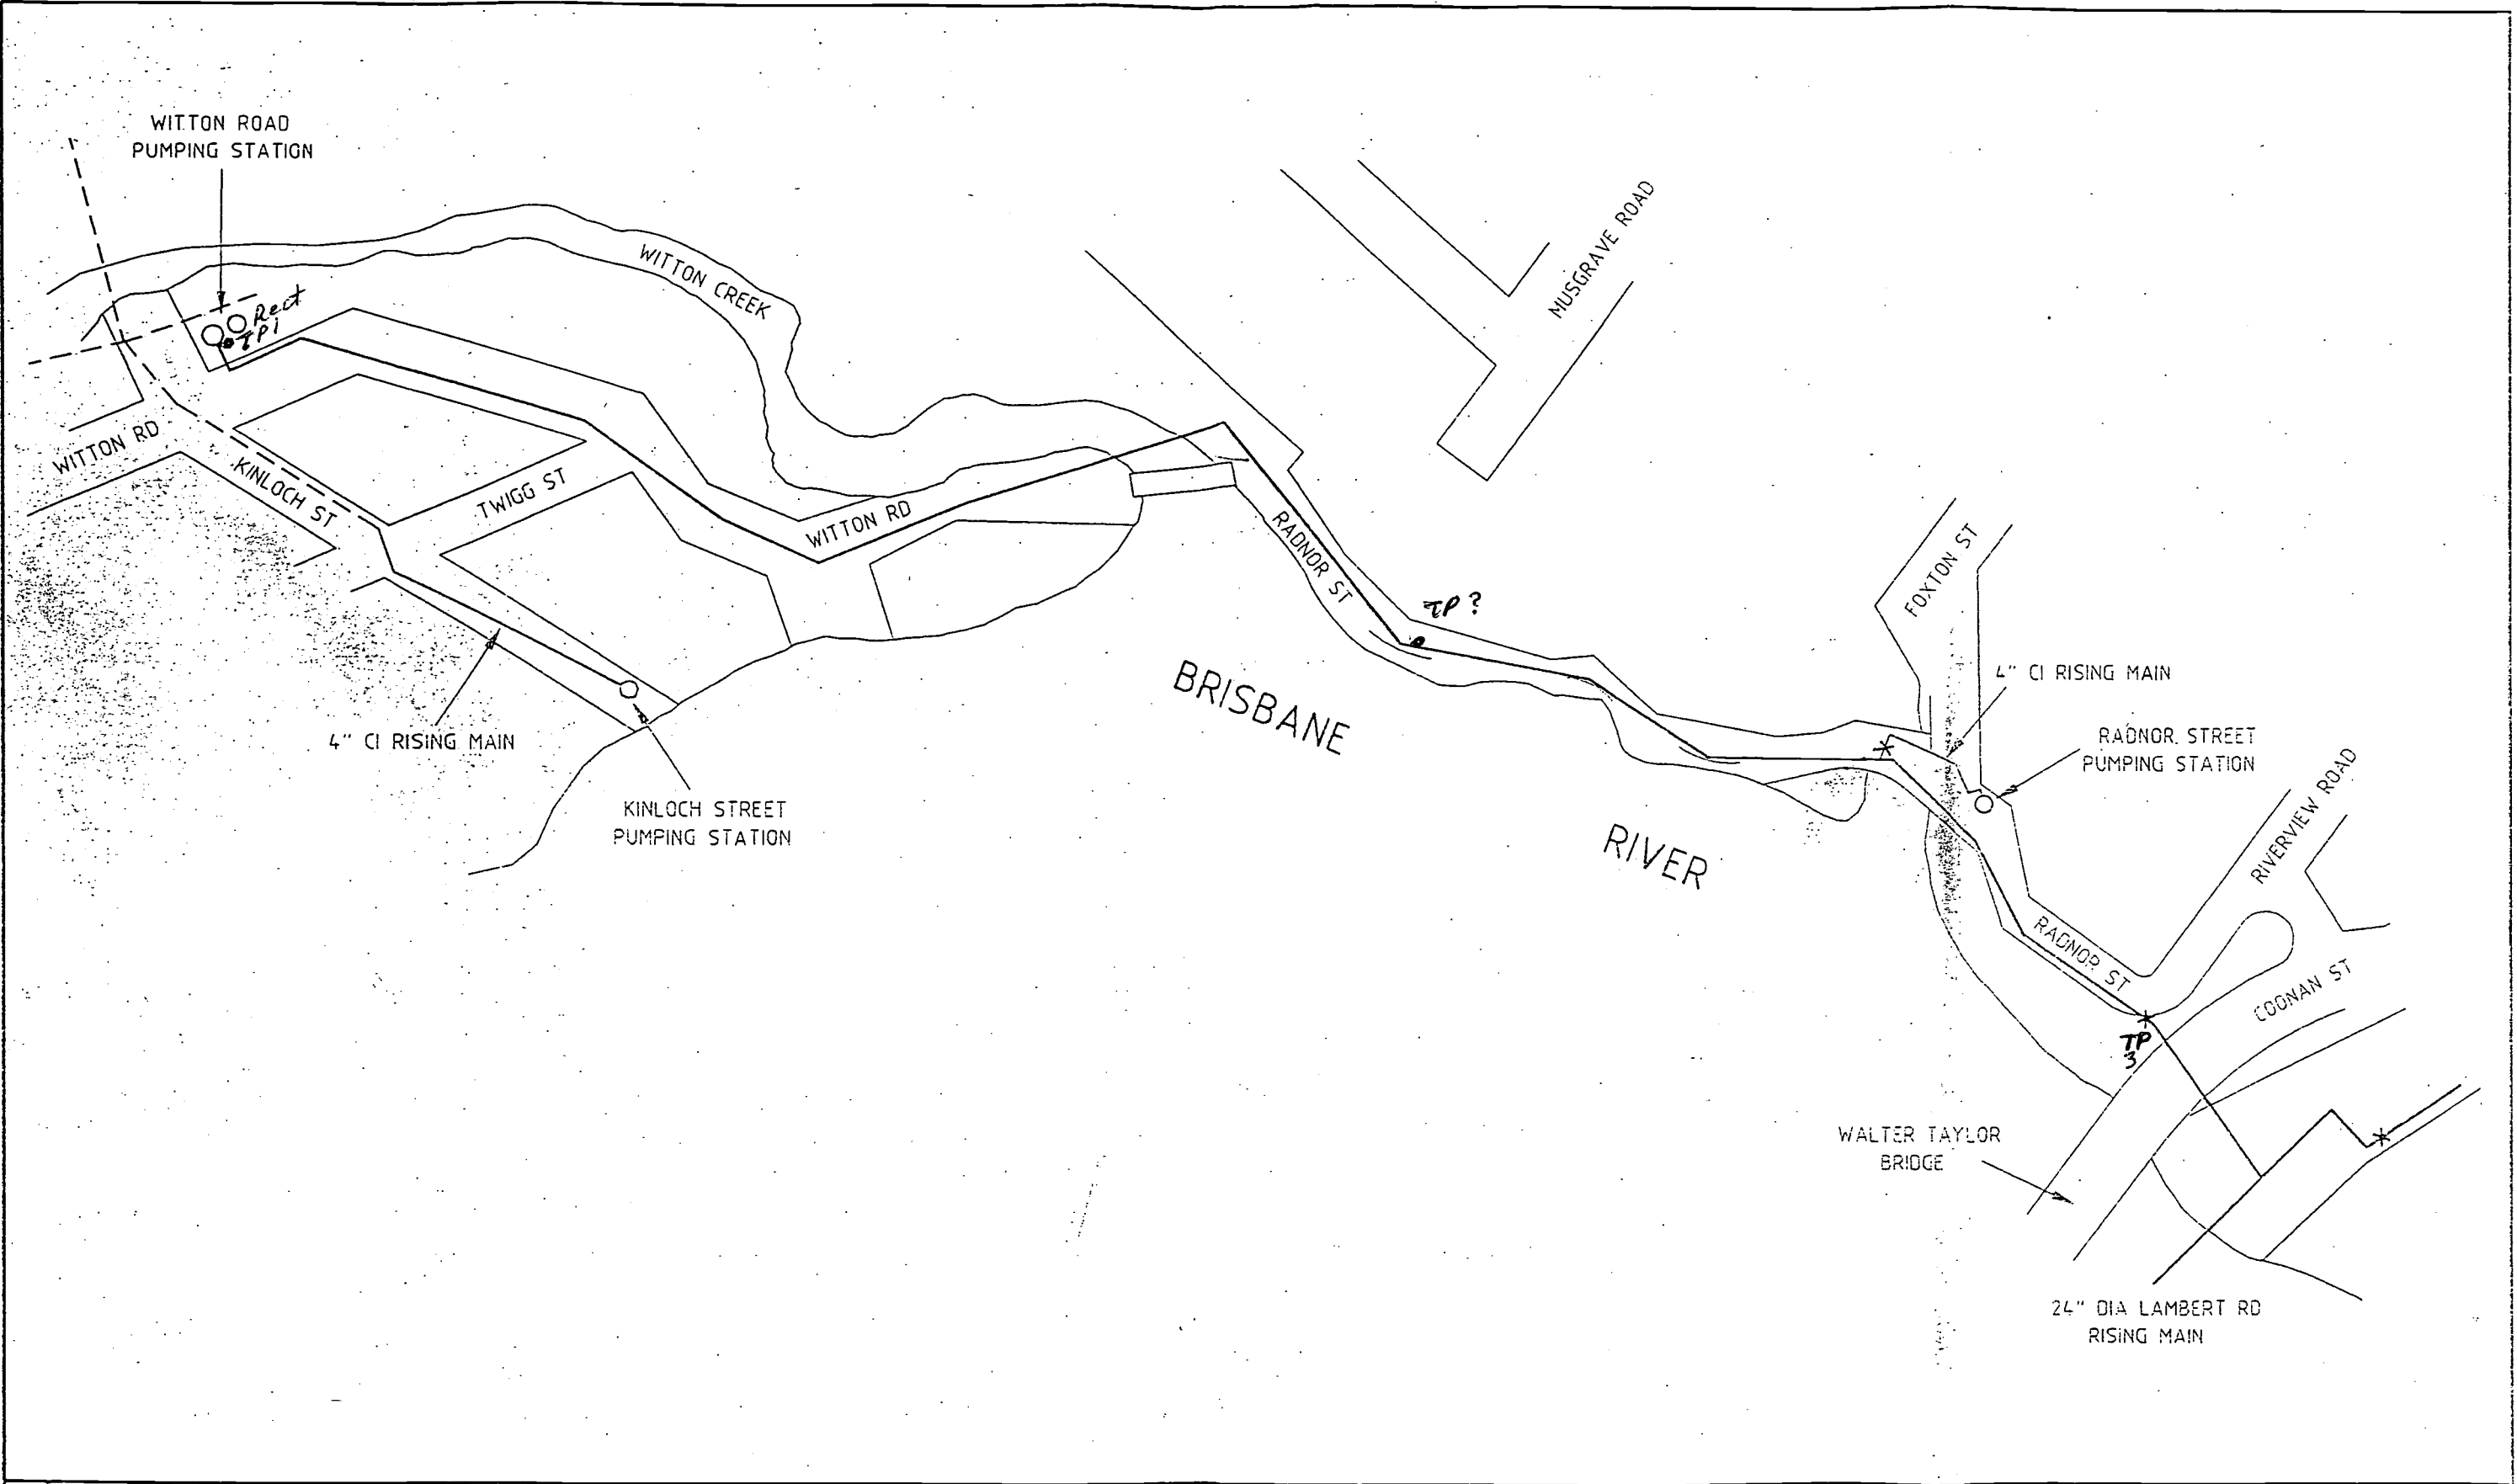 WITTON ROAD
PUMPING STATION
WITTON CREEK
MUSGRAVE ROAD
Rect
TP1
WITTON RD
KINLOCH ST
TWIGG ST
WITTON RD
RADNOR ST
TP ?
FOXTON ST
BRISBANE
RIVER
4" CI RISING MAIN
4" CI RISING MAIN
RADNOR STREET
PUMPING STATION
KINLOCH STREET
PUMPING STATION
RIVERVIEW ROAD
RADNOR ST
COONAN ST
TP
3
WALTER TAYLOR
BRIDGE
24" DIA LAMBERT RD
RISING MAIN